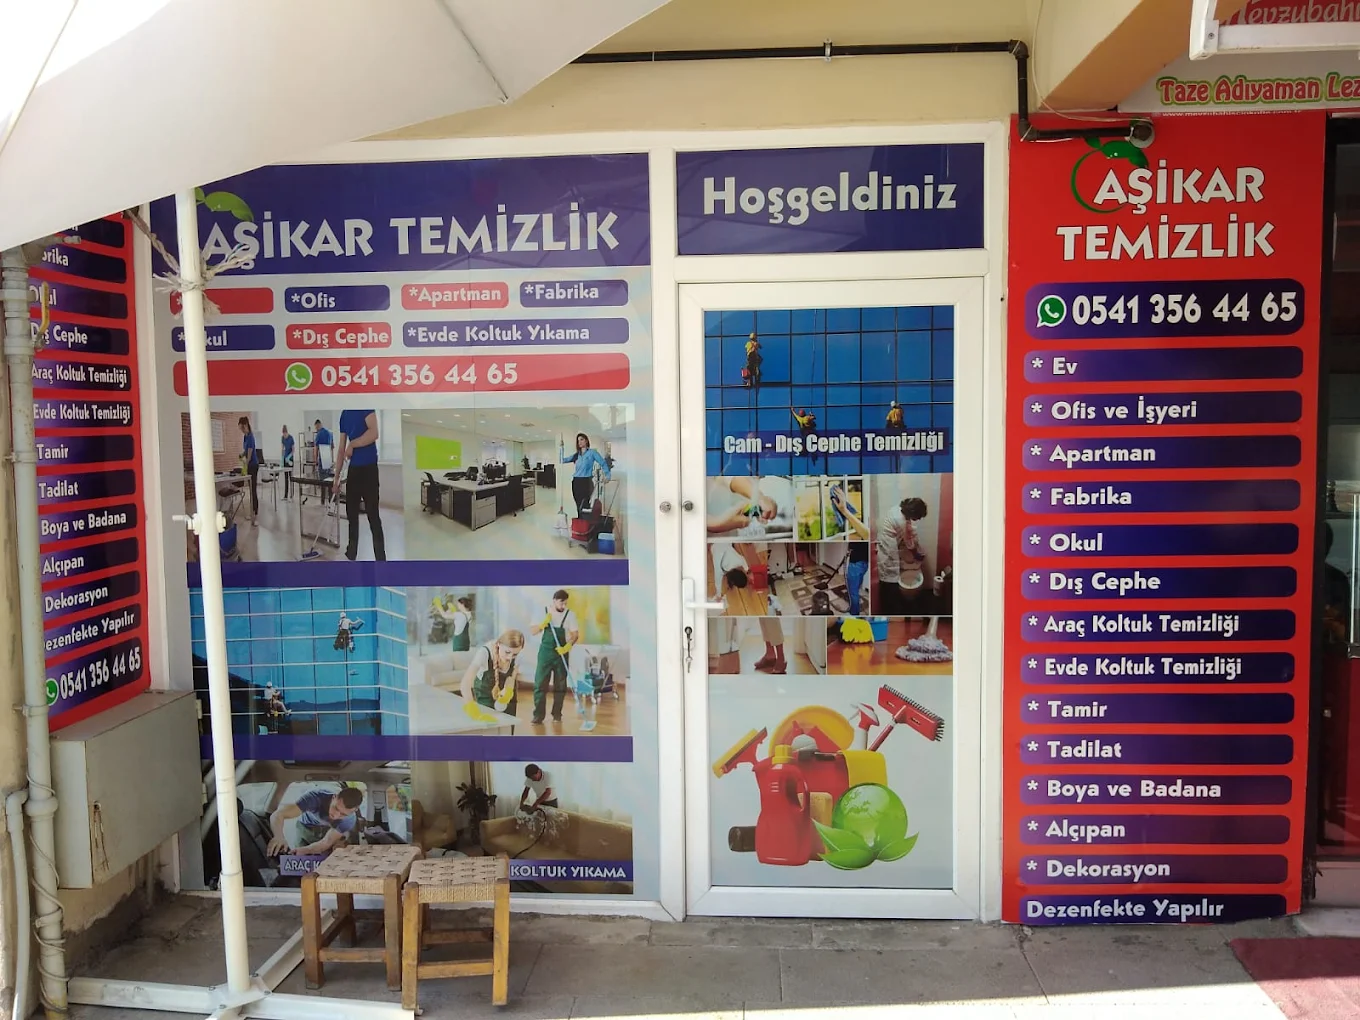 Taze Adıyaman
AŞİKAR TEMİZLİK
*Ofis
*Apartman
*Fabrika
*Dış Cephe
*Evde Koltuk Yıkama
0541 356 44 65
KOLTUK YIKAMA
Hoşgeldiniz
Cam - Dış Cephe Temizliği
AŞİKAR
TEMİZLİK
0541 356 44 65
* Ev
* Ofis ve İşyeri
* Apartman
* Fabrika
* Okul
* Dış Cephe
* Araç Koltuk Temizliği
* Evde Koltuk Temizliği
* Tamir
* Tadilat
* Boya ve Badana
* Alçıpan
* Dekorasyon
Dezenfekte Yapılır
Dış Cephe
Araç Koltuk Temizliği
Evde Koltuk Temizliği
Tamir
Tadilat
Boya ve Badana
Alçıpan
Dekorasyon
Yapılır
0541 356 44 65